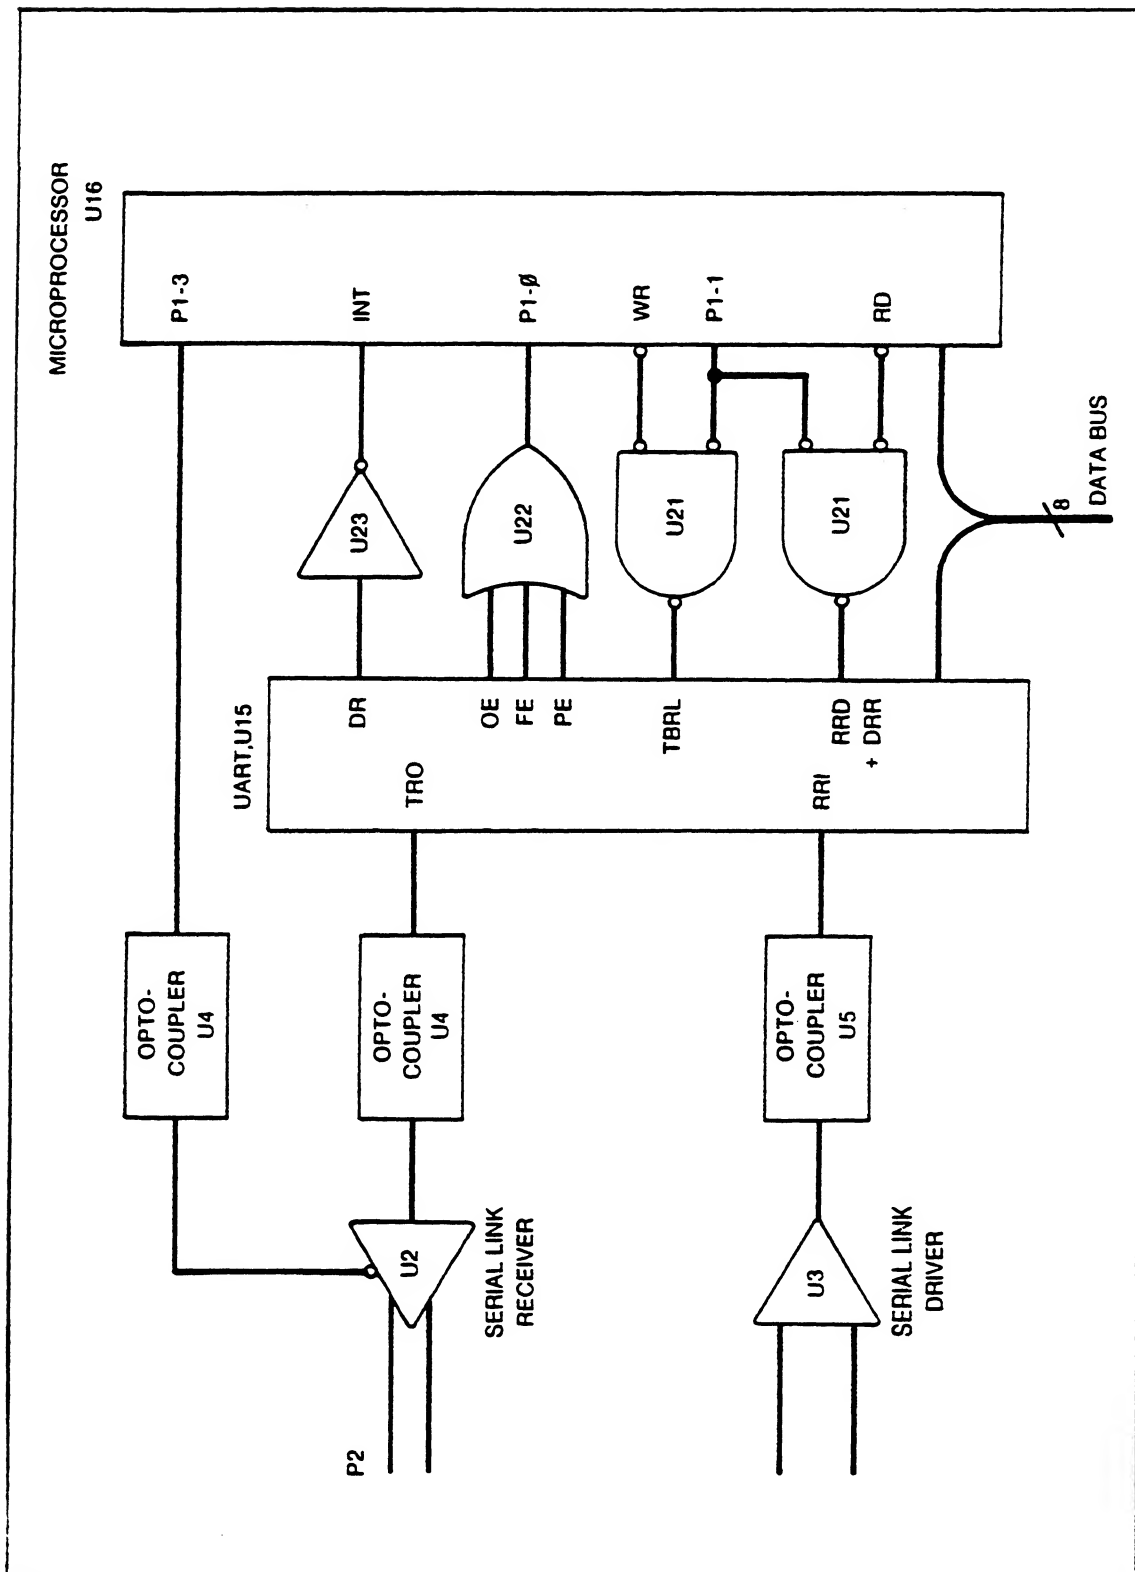 MICROPROCESSOR
U16
P1-3
INT
P1-Ø
WR
P1-1
RD
U23
U22
U21
U21
8
DATA BUS
UART,U15
DR
OE
FE
PE
TBRL
RRD
+ DRR
TRO
RRI
OPTO-
COUPLER
U4
OPTO-
COUPLER
U4
OPTO-
COUPLER
U5
U2
SERIAL LINK
RECEIVER
U3
SERIAL LINK
DRIVER
P2